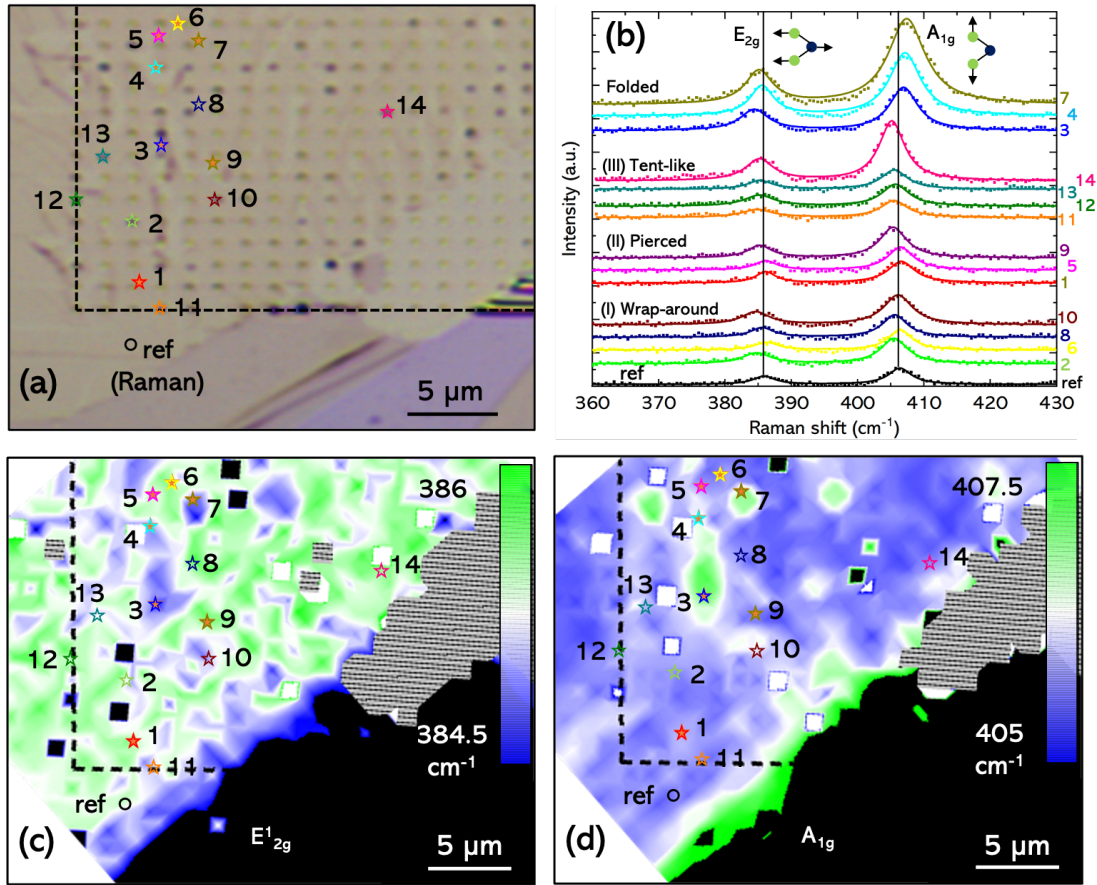 6
5
7
4
8
14
3
13
9
12
10
2
1
11
ref
(a)
(Raman)
5 μm
(b)
E2g
A1g
Folded
7
4
3
(III) Tent-like
14
13
12
11
(II) Pierced
9
5
1
(I) Wrap-around
10
8
6
2
ref
ref
Intensity (a.u.)
360 370 380 390 400 410 420 430
Raman shift (cm-1)
6
386
5
7
4
8
14
13
3
9
12
10
2
384.5
1
cm-1
11
ref
(c)
E12g
5 μm
6
407.5
5
7
4
8
14
13
3
9
12
10
2
405
1
cm-1
11
ref
(d)
A1g
5 μm